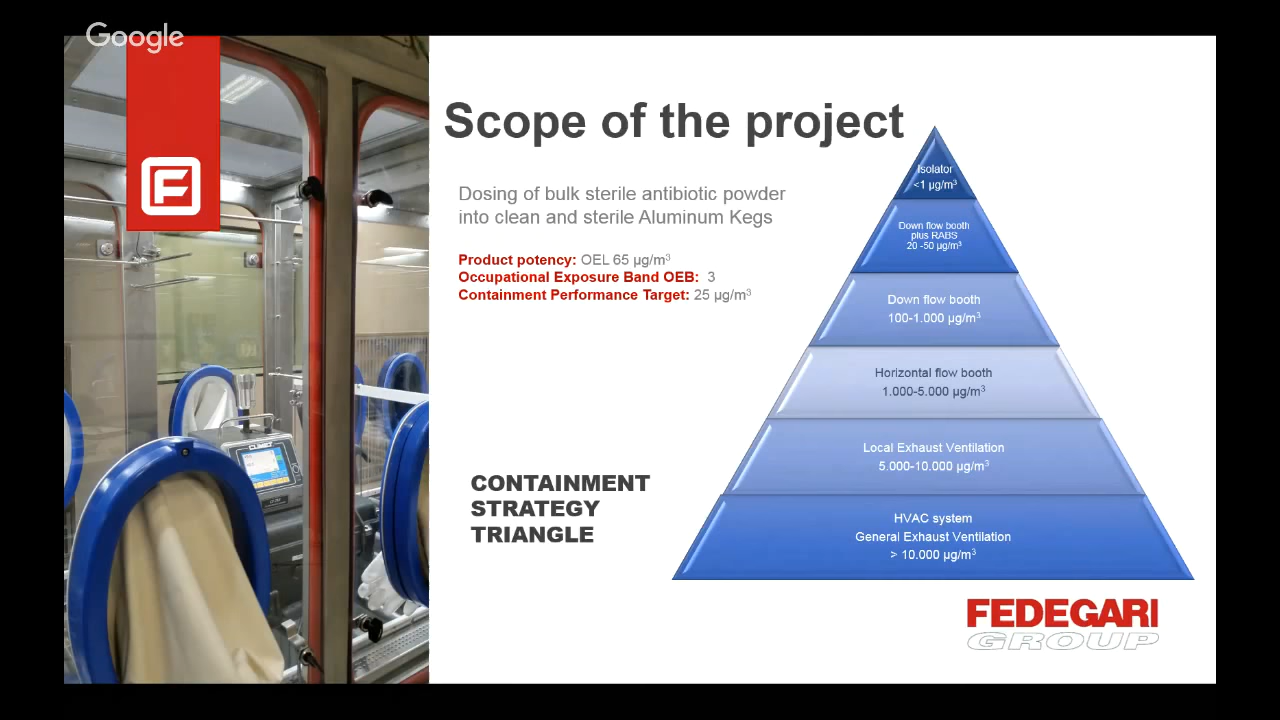 Google
Scope of the project
Dosing of bulk sterile antibiotic powder
into clean and sterile Aluminum Kegs
Product potency: OEL 65 µg/m³
Occupational Exposure Band OEB: 3
Containment Performance Target: 25 µg/m³
CONTAINMENT
STRATEGY
TRIANGLE
Isolator
<1 µg/m³
Down flow booth
plus RABS
20 -50 µg/m³
Down flow booth
100-1.000 µg/m³
Horizontal flow booth
1.000-5.000 µg/m³
Local Exhaust Ventilation
5.000-10.000 µg/m³
HVAC system
General Exhaust Ventilation
> 10.000 µg/m³
FEDEGARI
GROUP